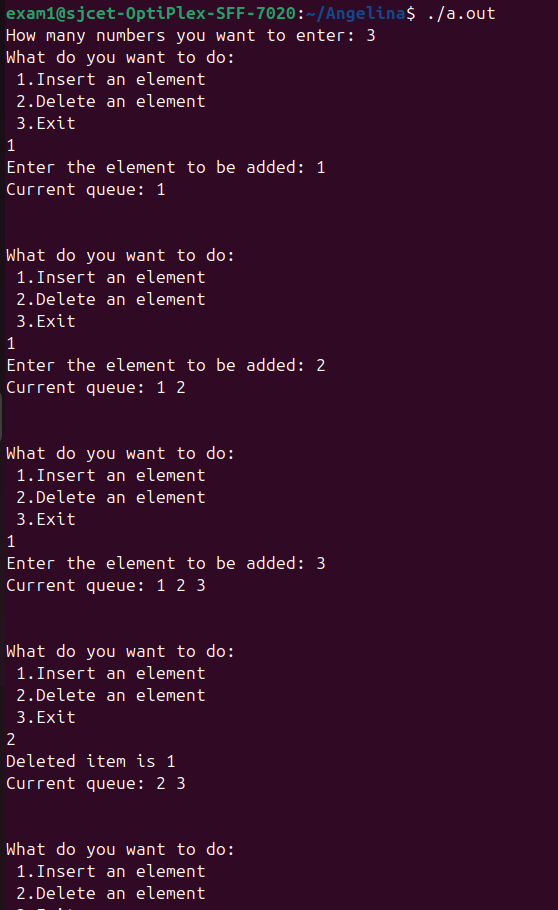 exam1@sjcet-OptiPlex-SFF-7020:~/Angelina$ ./a.out
How many numbers you want to enter: 3
What do you want to do:
 1.Insert an element
 2.Delete an element
 3.Exit
1
Enter the element to be added: 1
Current queue: 1
What do you want to do:
 1.Insert an element
 2.Delete an element
 3.Exit
1
Enter the element to be added: 2
Current queue: 1 2
What do you want to do:
 1.Insert an element
 2.Delete an element
 3.Exit
1
Enter the element to be added: 3
Current queue: 1 2 3
What do you want to do:
 1.Insert an element
 2.Delete an element
 3.Exit
2
Deleted item is 1
Current queue: 2 3
What do you want to do:
 1.Insert an element
 2.Delete an element